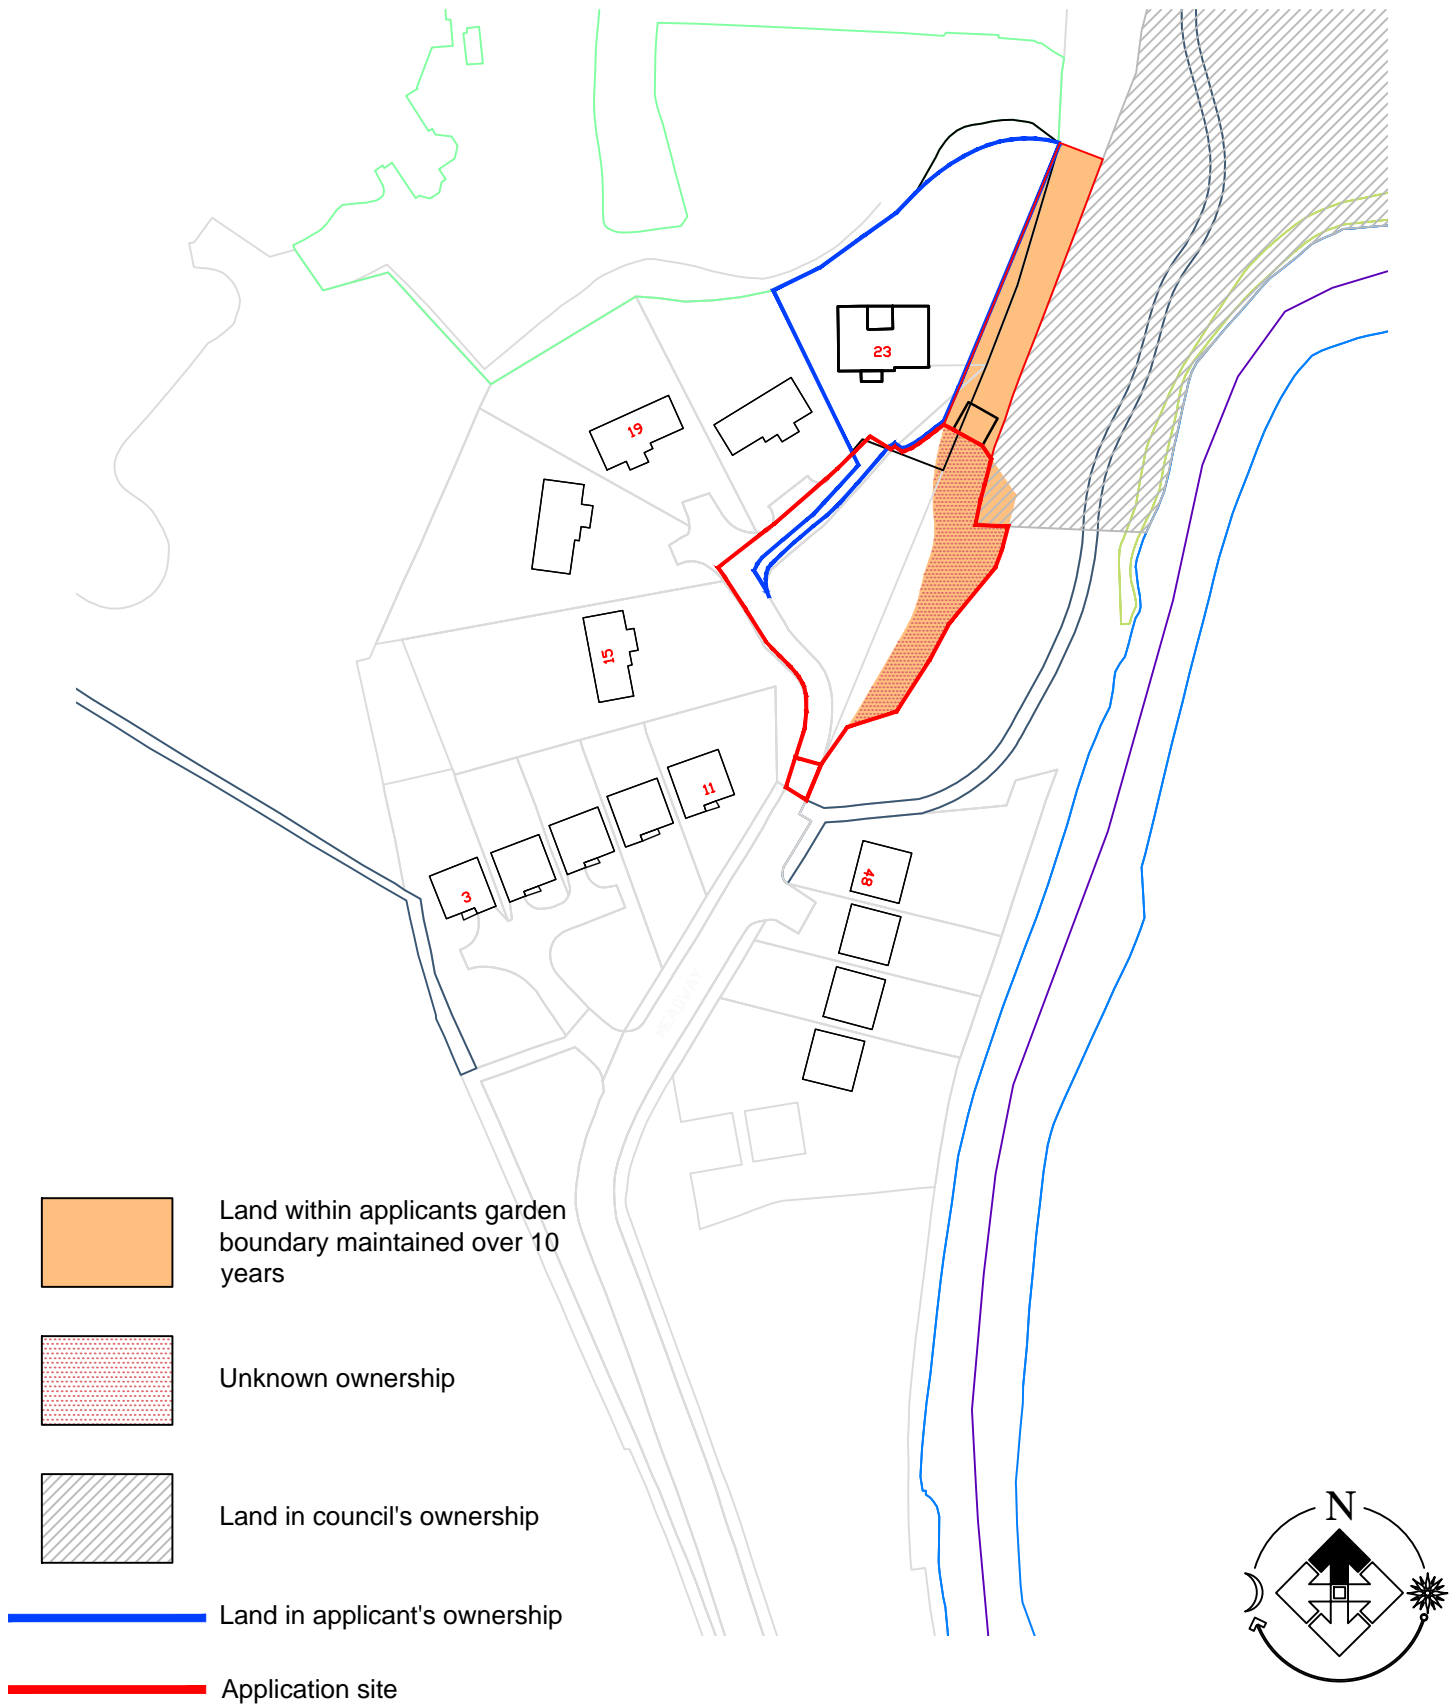 23
19
15
11
3
48
HEADWAY
Land within applicants garden
boundary maintained over 10
years
Unknown ownership
Land in council's ownership
Land in applicant's ownership
Application site
N